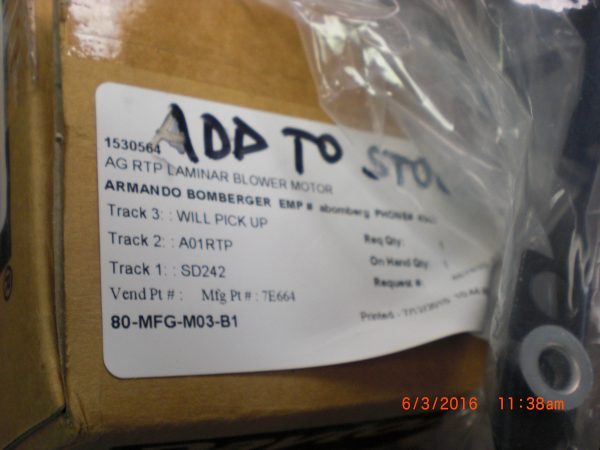 ADD TO
1530564
AG RTP LAMINAR BLOWER MOTOR
ARMANDO BOMBERGER EMP # abomberg PHONE#
Track 3: : WILL PICK UP
Req Qty:
Track 2: : A01RTP
On Hand Qty:
Track 1: : SD242
Request #:
Vend Pt # : Mfg Pt # : 7E664
Printed -
80-MFG-M03-B1
6/3/2016 11:38am